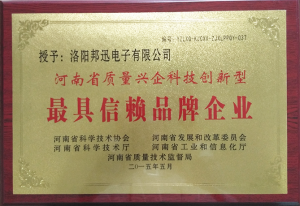 授予：洛阳邦迅电子有限公司
河南省质量兴企科技创新型
最具信赖品牌企业
河南省科学技术协会 河南省发展和改革委员会
河南省科学技术厅 河南省工业和信息化厅
河南省质量技术监督局
二〇一五年五月